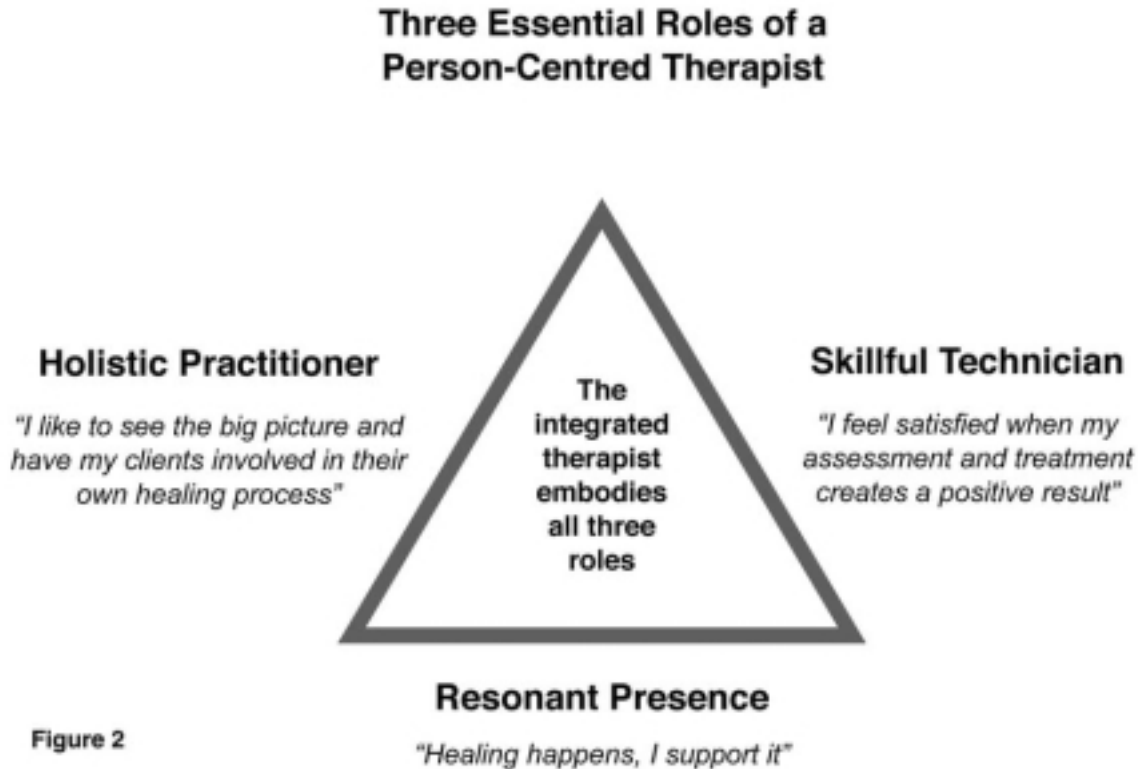 Three Essential Roles of a
Person-Centred Therapist
Holistic Practitioner
"I like to see the big picture and
have my clients involved in their
own healing process"
The
integrated
therapist
embodies
all three
roles
Skillful Technician
"I feel satisfied when my
assessment and treatment
creates a positive result"
Resonant Presence
"Healing happens, I support it"
Figure 2